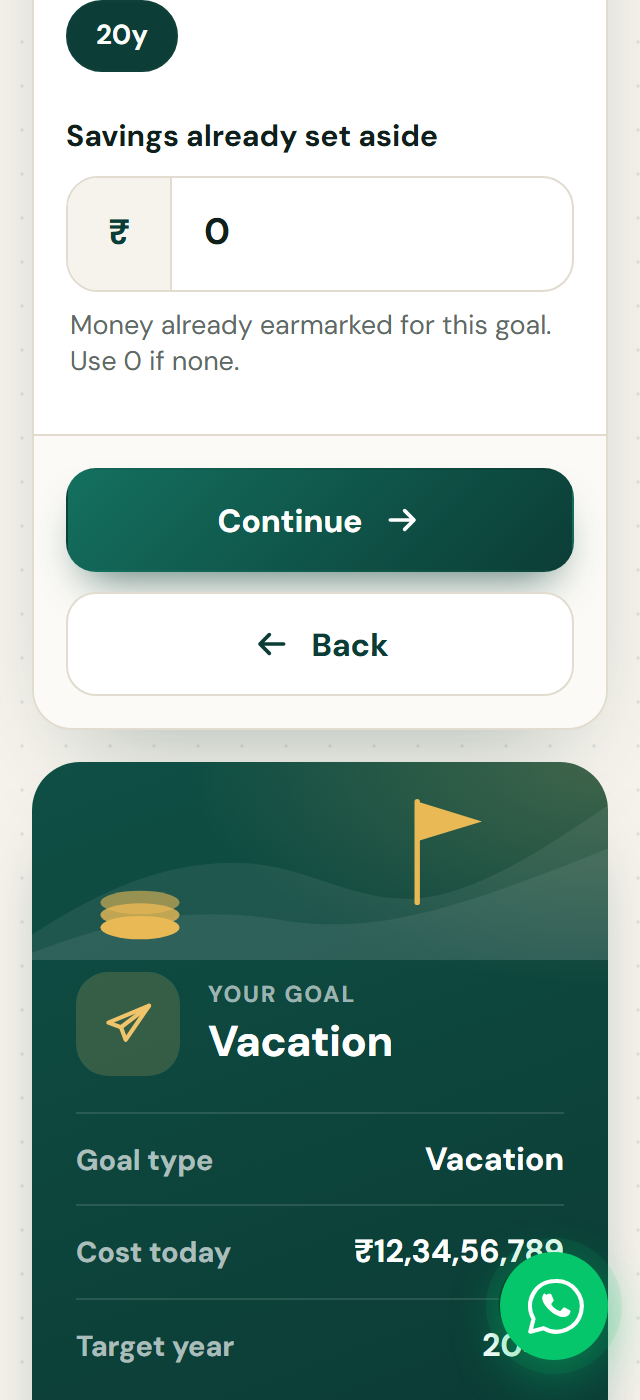 20y
Savings already set aside
₹ 0
Money already earmarked for this goal.
Use 0 if none.
Continue →
← Back
YOUR GOAL
Vacation
Goal type Vacation
Cost today ₹12,34,56,789
Target year